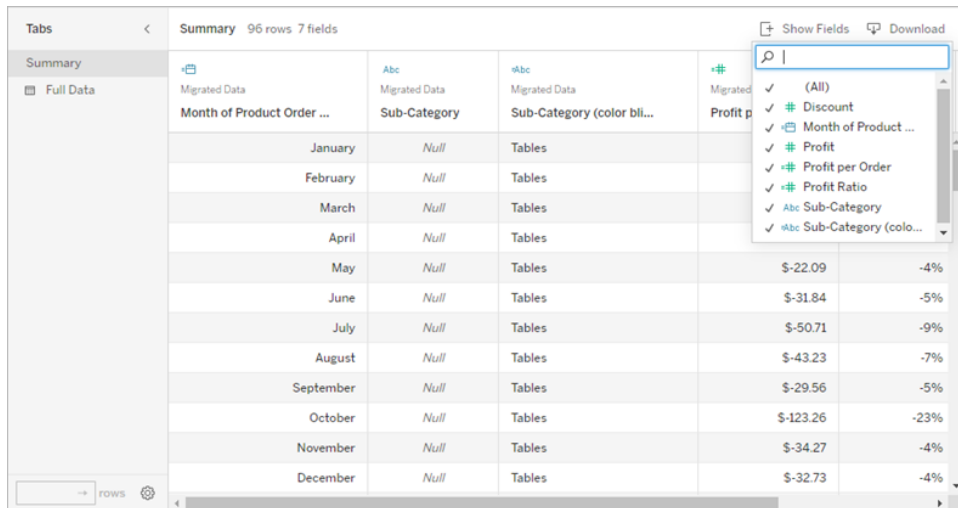 Tabs
Summary 96 rows 7 fields
Show Fields
Download
Summary
Full Data
rows
Abc
Abc
Migrated Data
Migrated Data
Migrated Data
Migrated
Month of Product Order ...
Sub-Category
Sub-Category (color bli...
Profit p
(All)
Discount
Month of Product ...
Profit
Profit per Order
Profit Ratio
Abc Sub-Category
Abc Sub-Category (colo...
January Null Tables
February Null Tables
March Null Tables
April Null Tables
May Null Tables $-22.09 -4%
June Null Tables $-31.84 -5%
July Null Tables $-50.71 -9%
August Null Tables $-43.23 -7%
September Null Tables $-29.56 -5%
October Null Tables $-123.26 -23%
November Null Tables $-34.27 -4%
December Null Tables $-32.73 -4%